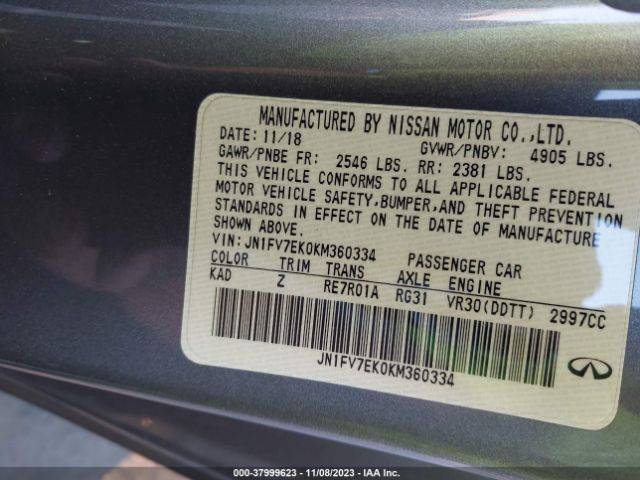 MANUFACTURED BY NISSAN MOTOR CO.,LTD.
DATE: 11/18 GVWR/PNBV: 4905 LBS.
GAWR/PNBE FR: 2546 LBS. RR: 2381 LBS.
THIS VEHICLE CONFORMS TO ALL APPLICABLE FEDERAL
MOTOR VEHICLE SAFETY,BUMPER,AND THEFT PREVENTION
STANDARDS IN EFFECT ON THE DATE OF MANUFACTURE
SHOWN ABOVE.
VIN:JN1FV7EK0KM360334 PASSENGER CAR
COLOR TRIM TRANS AXLE ENGINE
KAD Z RE7R01A RG31 VR30(DDTT) 2997CC
JN1FV7EK0KM360334
000-37999623 - 11/08/2023 - IAA Inc.